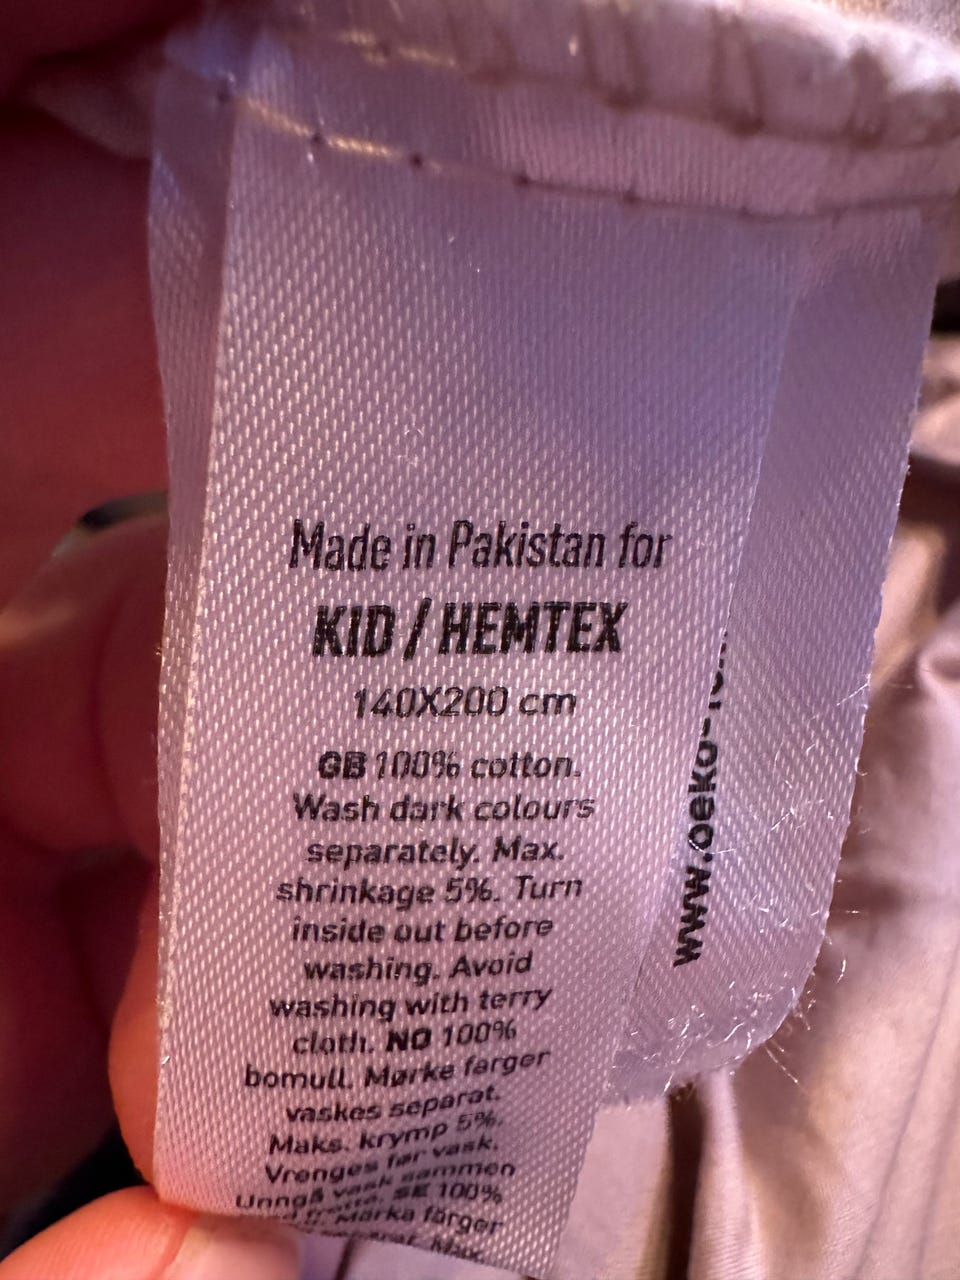 Made in Pakistan for
KID / HEMTEX
140X200 cm
GB 100% cotton.
Wash dark colours
separately. Max.
shrinkage 5%. Turn
inside out before
washing. Avoid
washing with terry
cloth. NO 100%
bomull. Mørke farger
vaskes separat.
Maks. krymp 5%.
Vrenges før vask.
Unngå vask sammen
SE 100%
Mörka färger
Max.
www.oeko-